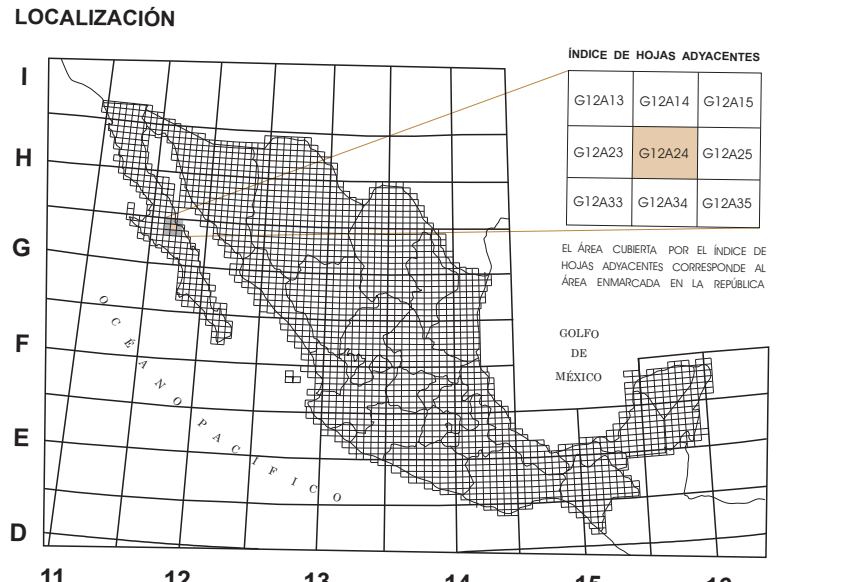 LOCALIZACIÓN
ÍNDICE DE HOJAS ADYACENTES
I
G12A13 G12A14 G12A15
H
G12A23 G12A24 G12A25
G12A33 G12A34 G12A35
G
EL ÁREA CUBIERTA POR EL ÍNDICE DE
HOJAS ADYACENTES CORRESPONDE AL
ÁREA ENMARCADA EN LA REPÚBLICA
OCÉANO PACIFICO
F
GOLFO
DE
MÉXICO
E
D
11 12 13 14 15